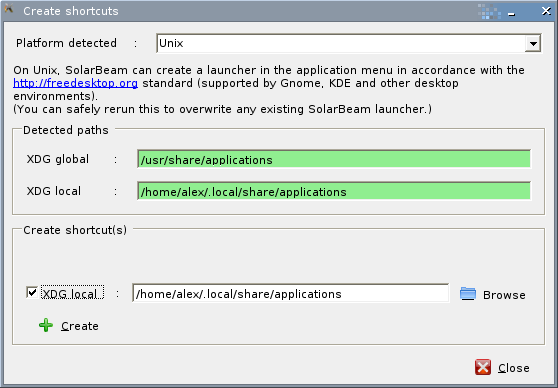 Create shortcuts
Platform detected : Unix
On Unix, SolarBeam can create a launcher in the application menu in accordance with the
http://freedesktop.org standard (supported by Gnome, KDE and other desktop
environments).
(You can safely rerun this to overwrite any existing SolarBeam launcher.)
Detected paths
XDG global : /usr/share/applications
XDG local : /home/alex/.local/share/applications
Create shortcut(s)
XDG local : /home/alex/.local/share/applications Browse
Create
Close